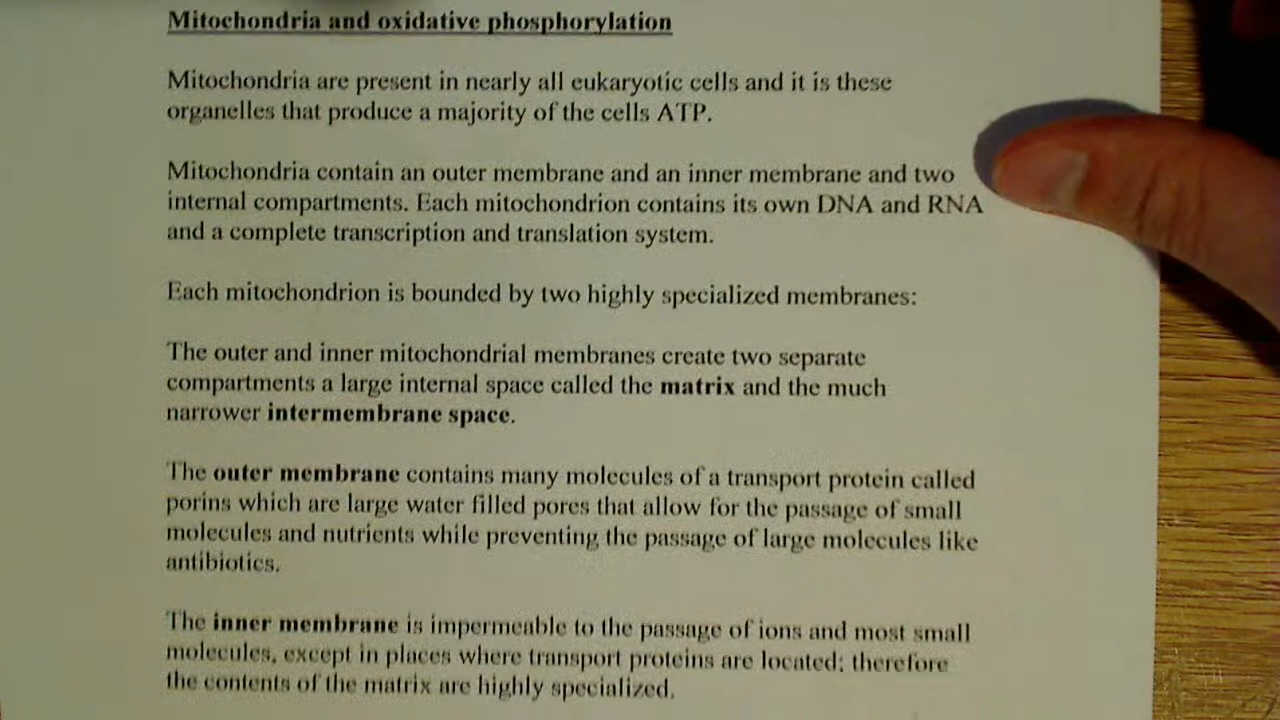 Mitochondria and oxidative phosphorylation
Mitochondria are present in nearly all eukaryotic cells and it is these
organelles that produce a majority of the cells ATP.
Mitochondria contain an outer membrane and an inner membrane and two
internal compartments. Each mitochondrion contains its own DNA and RNA
and a complete transcription and translation system.
Each mitochondrion is bounded by two highly specialized membranes:
The outer and inner mitochondrial membranes create two separate
compartments a large internal space called the matrix and the much
narrower intermembrane space.
The outer membrane contains many molecules of a transport protein called
porins which are large water filled pores that allow for the passage of small
molecules and nutrients while preventing the passage of large molecules like
antibiotics.
The inner membrane is impermeable to the passage of ions and most small
molecules, except in places where transport proteins are located; therefore
the contents of the matrix are highly specialized.